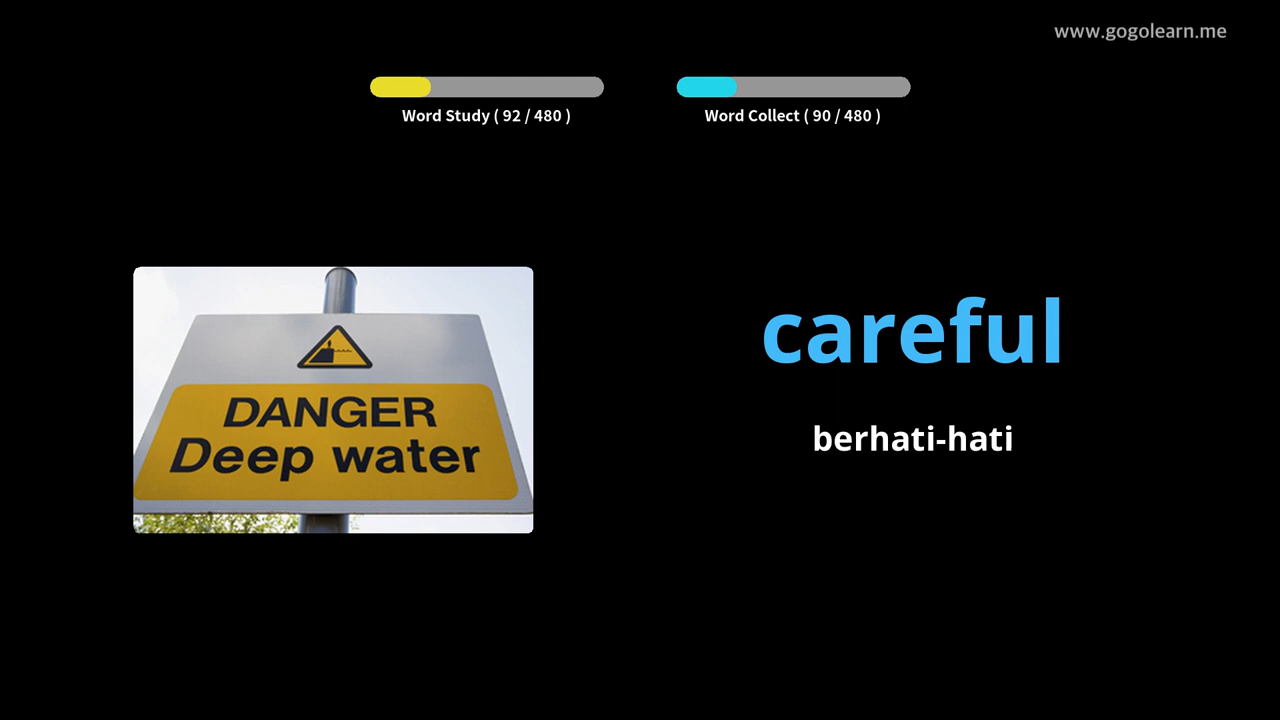 www.gogolearn.me
Word Study ( 92 / 480 )
Word Collect ( 90 / 480 )
DANGER
Deep water
careful
berhati-hati